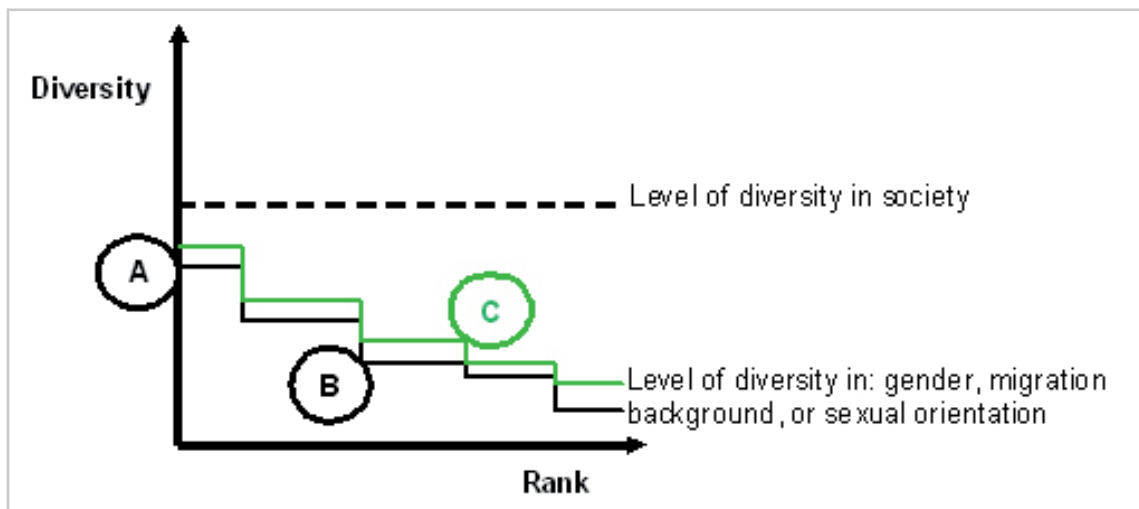 Diversity
Level of diversity in society
A
C
B
Level of diversity in: gender, migration
background, or sexual orientation
Rank